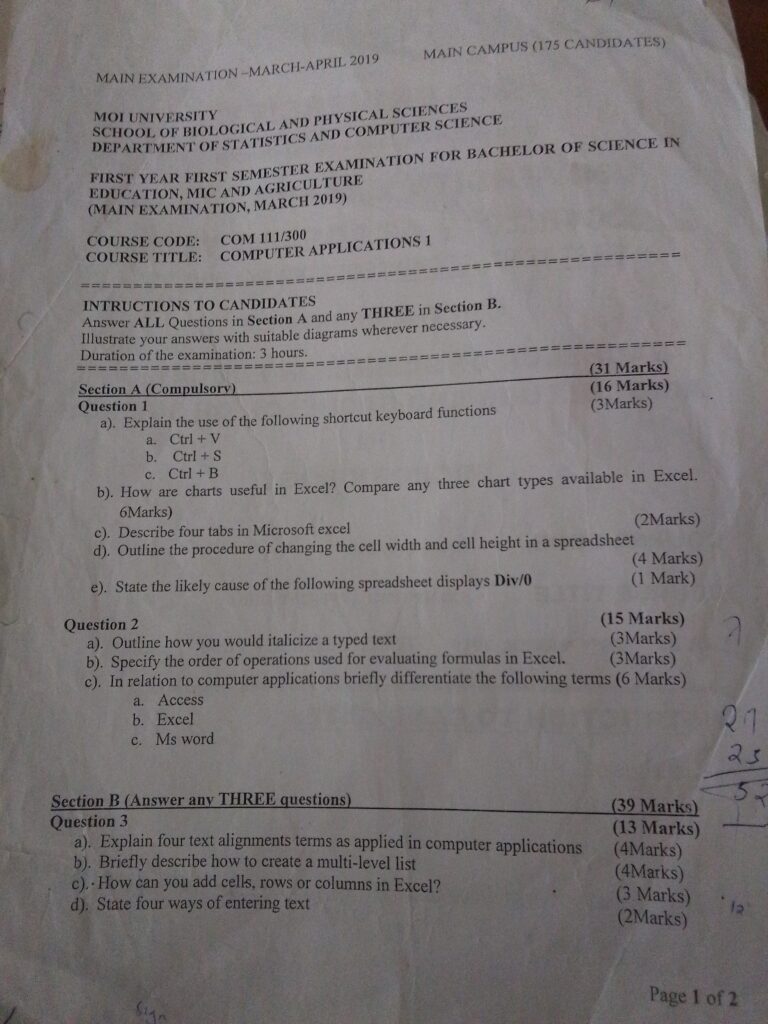 MAIN EXAMINATION –MARCH-APRIL 2019 MAIN CAMPUS (175 CANDIDATES)
MOI UNIVERSITY
SCHOOL OF BIOLOGICAL AND PHYSICAL SCIENCES
DEPARTMENT OF STATISTICS AND COMPUTER SCIENCE
FIRST YEAR FIRST SEMESTER EXAMINATION FOR BACHELOR OF SCIENCE IN
EDUCATION, MIC AND AGRICULTURE
(MAIN EXAMINATION, MARCH 2019)
COURSE CODE: COM 111/300
COURSE TITLE: COMPUTER APPLICATIONS 1
INTRUCTIONS TO CANDIDATES
Answer ALL Questions in Section A and any THREE in Section B.
Illustrate your answers with suitable diagrams wherever necessary.
Duration of the examination: 3 hours.
Section A (Compulsory) (31 Marks)
Question 1 (16 Marks)
a). Explain the use of the following shortcut keyboard functions (3Marks)
a. Ctrl + V
b. Ctrl + S
c. Ctrl + B
b). How are charts useful in Excel? Compare any three chart types available in Excel.
6Marks)
c). Describe four tabs in Microsoft excel (2Marks)
d). Outline the procedure of changing the cell width and cell height in a spreadsheet
(4 Marks)
e). State the likely cause of the following spreadsheet displays Div/0 (1 Mark)
Question 2 (15 Marks)
a). Outline how you would italicize a typed text (3Marks)
b). Specify the order of operations used for evaluating formulas in Excel. (3Marks)
c). In relation to computer applications briefly differentiate the following terms (6 Marks)
a. Access
b. Excel
c. Ms word
Section B (Answer any THREE questions) (39 Marks)
Question 3 (13 Marks)
a). Explain four text alignments terms as applied in computer applications (4Marks)
b). Briefly describe how to create a multi-level list (4Marks)
c). How can you add cells, rows or columns in Excel? (3 Marks)
d). State four ways of entering text (2Marks)
Page 1 of 2